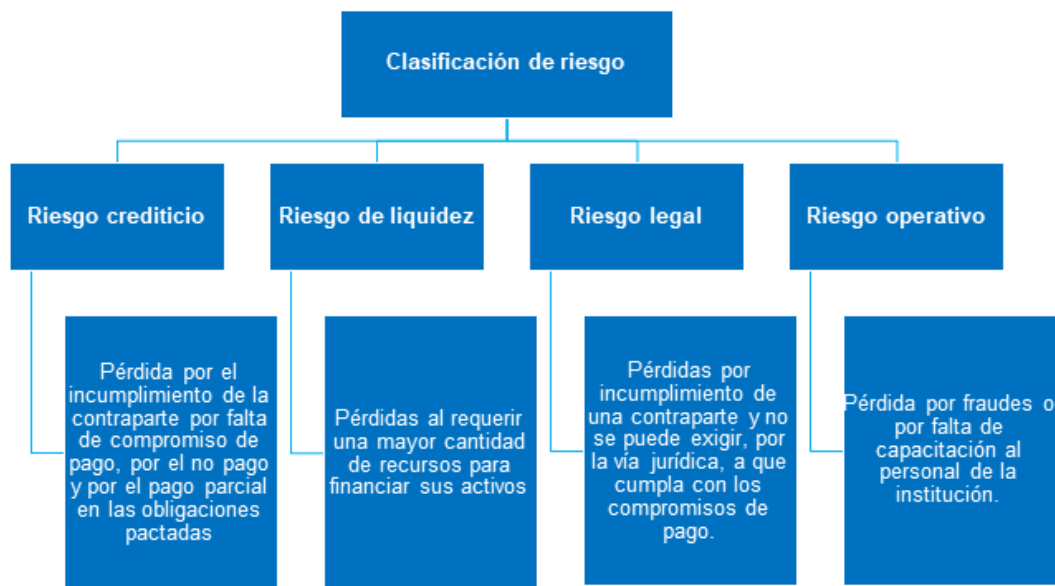 Clasificación de riesgo
Riesgo crediticio
Riesgo de liquidez
Riesgo legal
Riesgo operativo
Pérdida por el
incumplimiento de la
contraparte por falta
de compromiso de
pago, por el no pago
y por el pago parcial
en las obligaciones
pactadas
Pérdidas al requerir
una mayor cantidad
de recursos para
financiar sus activos
Pérdidas por
incumplimiento de
una contraparte y no
se puede exigir, por
la vía jurídica, a que
cumpla con los
compromisos de
pago.
Pérdida por fraudes o
por falta de
capacitación al
personal de la
institución.